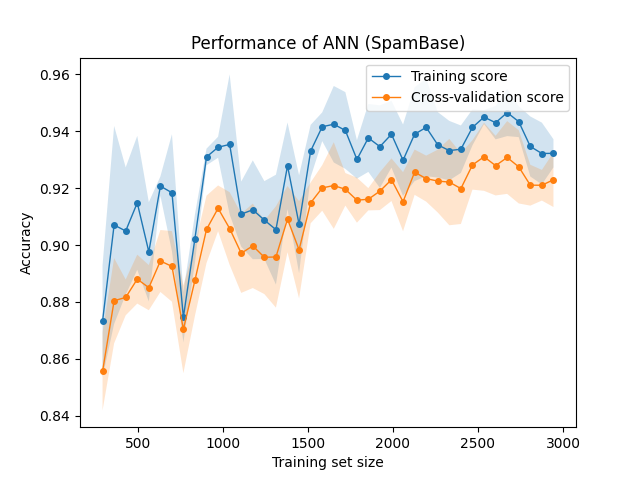 Performance of ANN (SpamBase)
Training score
Cross-validation score
0.96
0.94
0.92
0.90
0.88
0.86
0.84
Accuracy
500
1000
1500
2000
2500
3000
Training set size